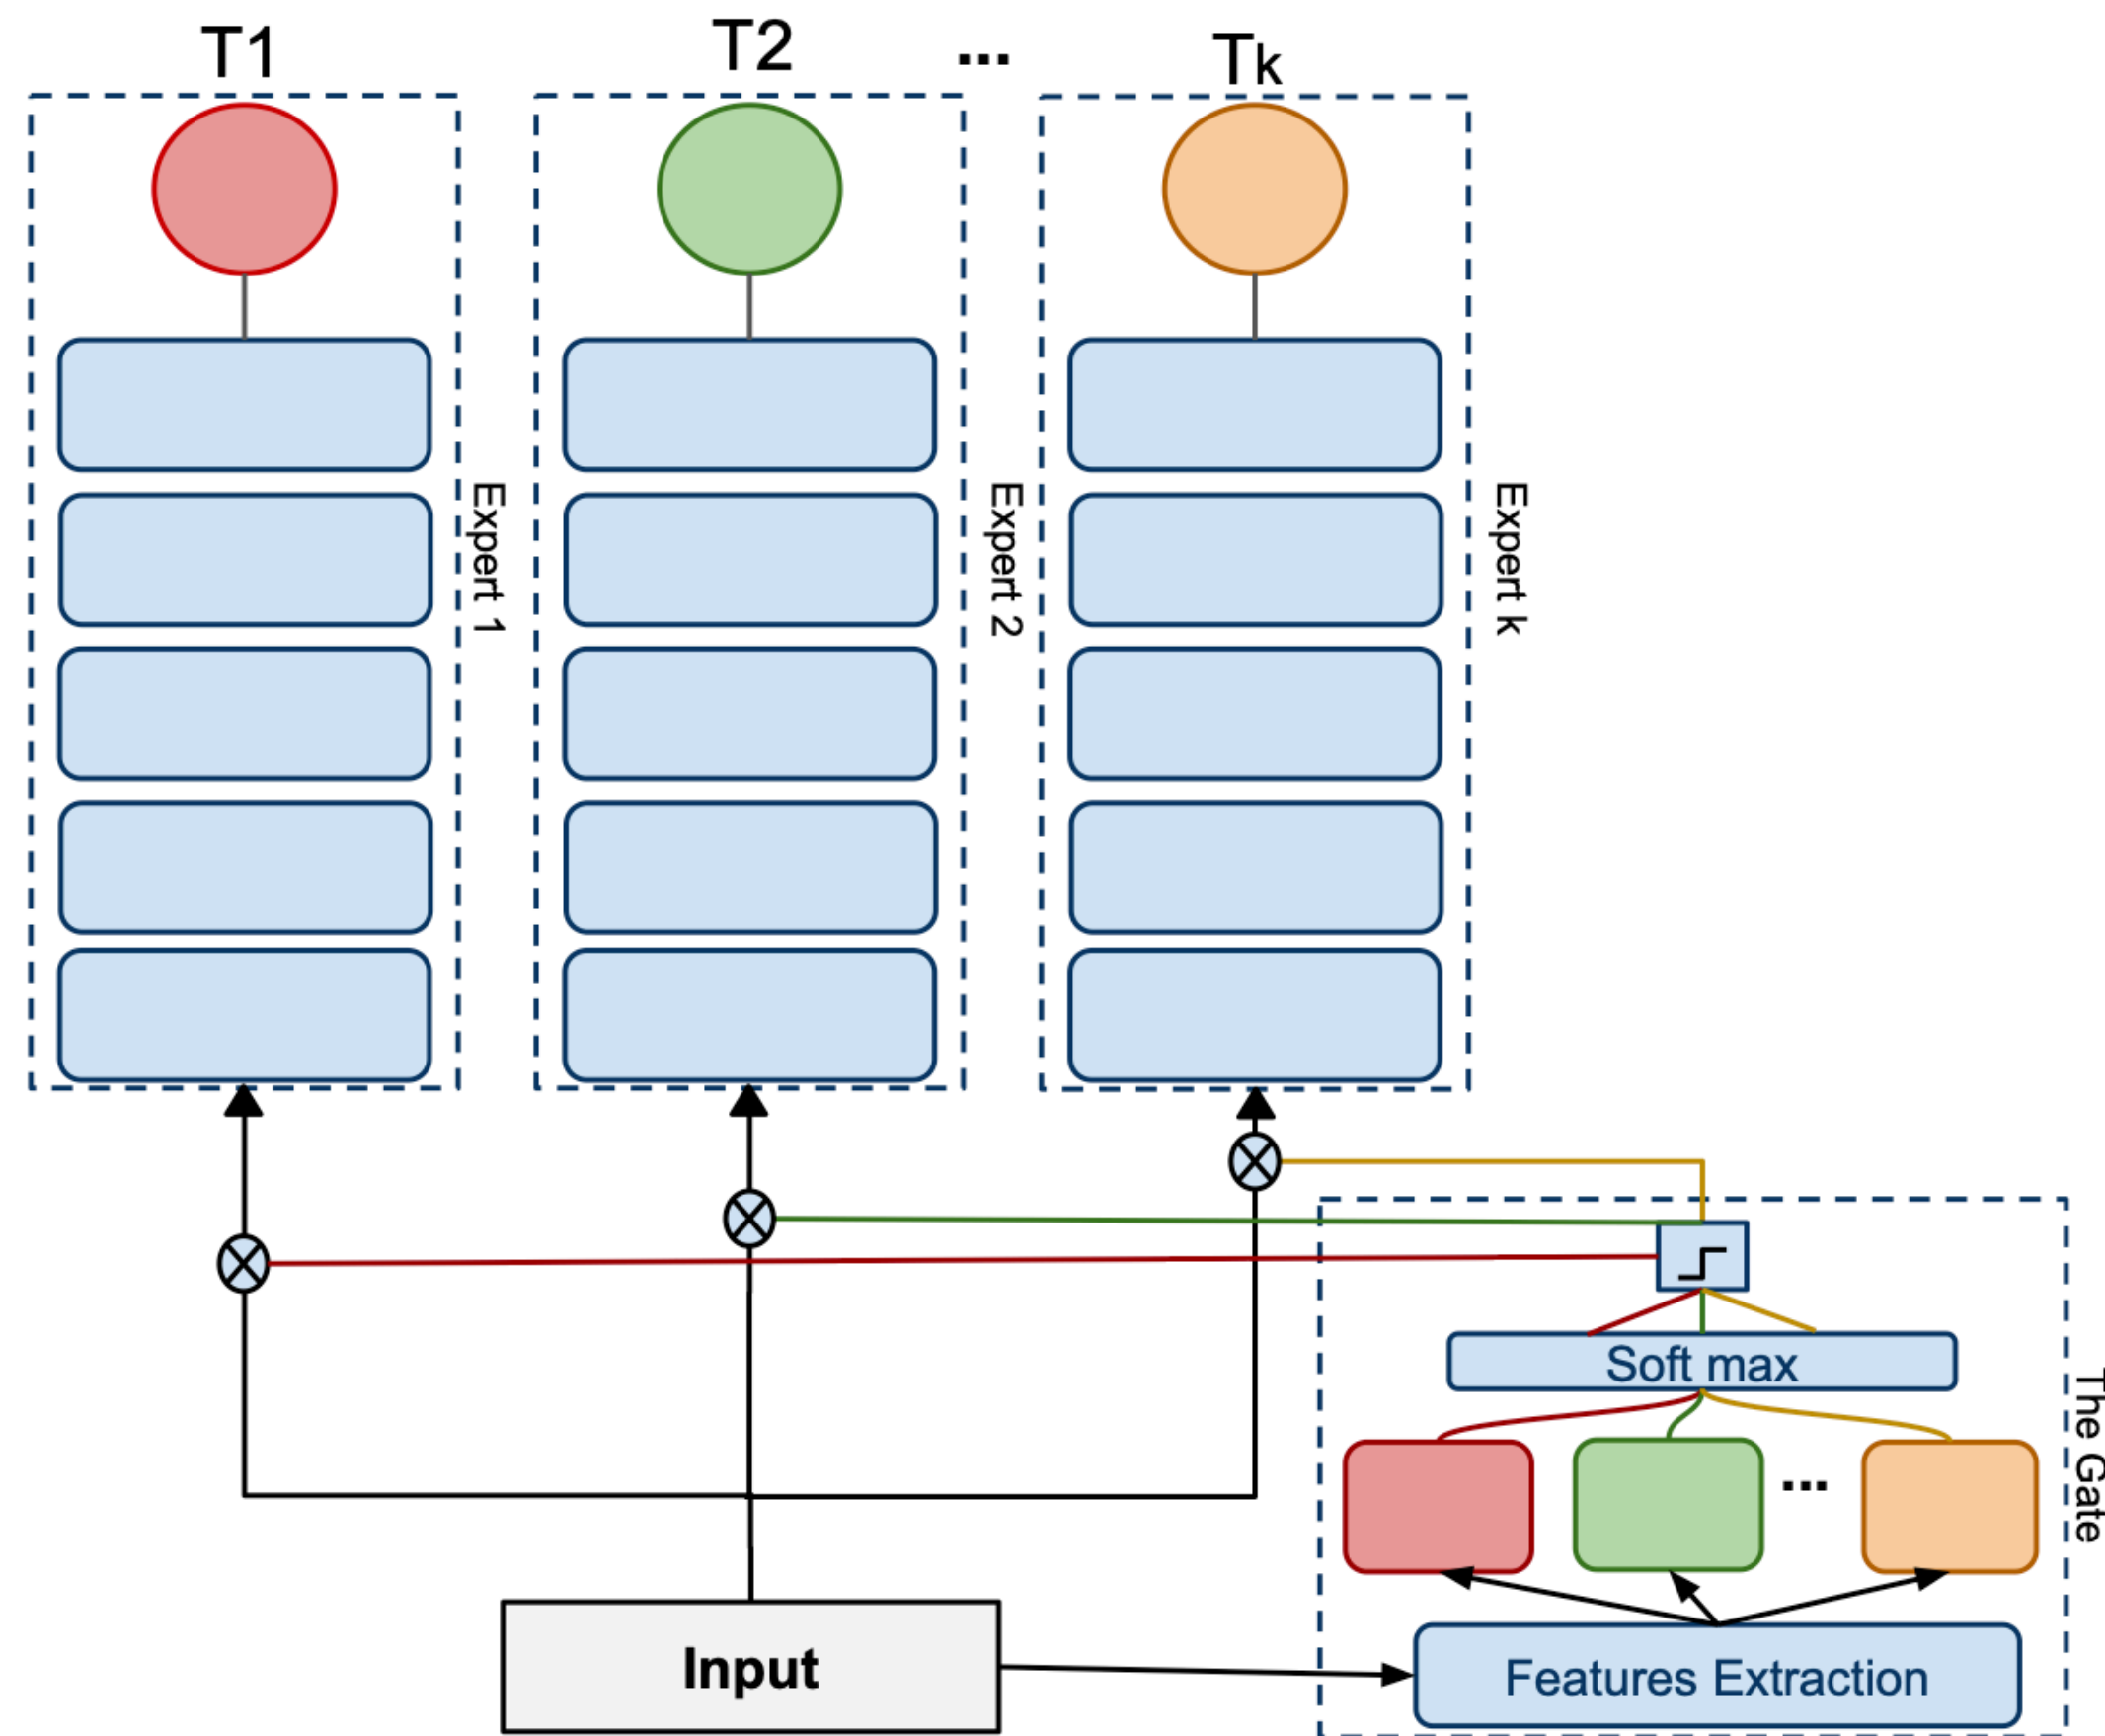 T1
T2
...
Tk
Expert 1
Expert 2
Expert k
Soft max
The Gate
...
Input
Features Extraction